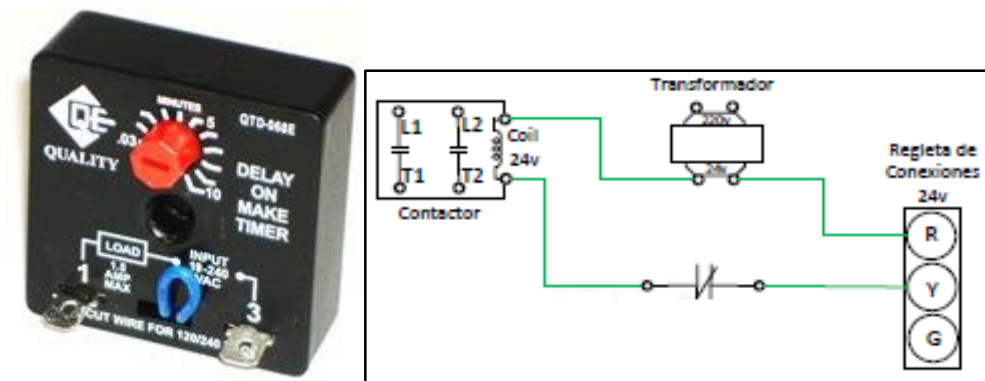 QE
QUALITY
MINUTES
QTD-068E
.03
5
10
DELAY
ON
MAKE
TIMER
LOAD
1
1.5
AMP
MAX
INPUT
18-240
VAC
3
CUT WIRE FOR 120/240
Transformador
220v
24v
L1
L2
Coil
24v
T1
T2
Contactor
Regleta de
Conexiones
24v
R
Y
G